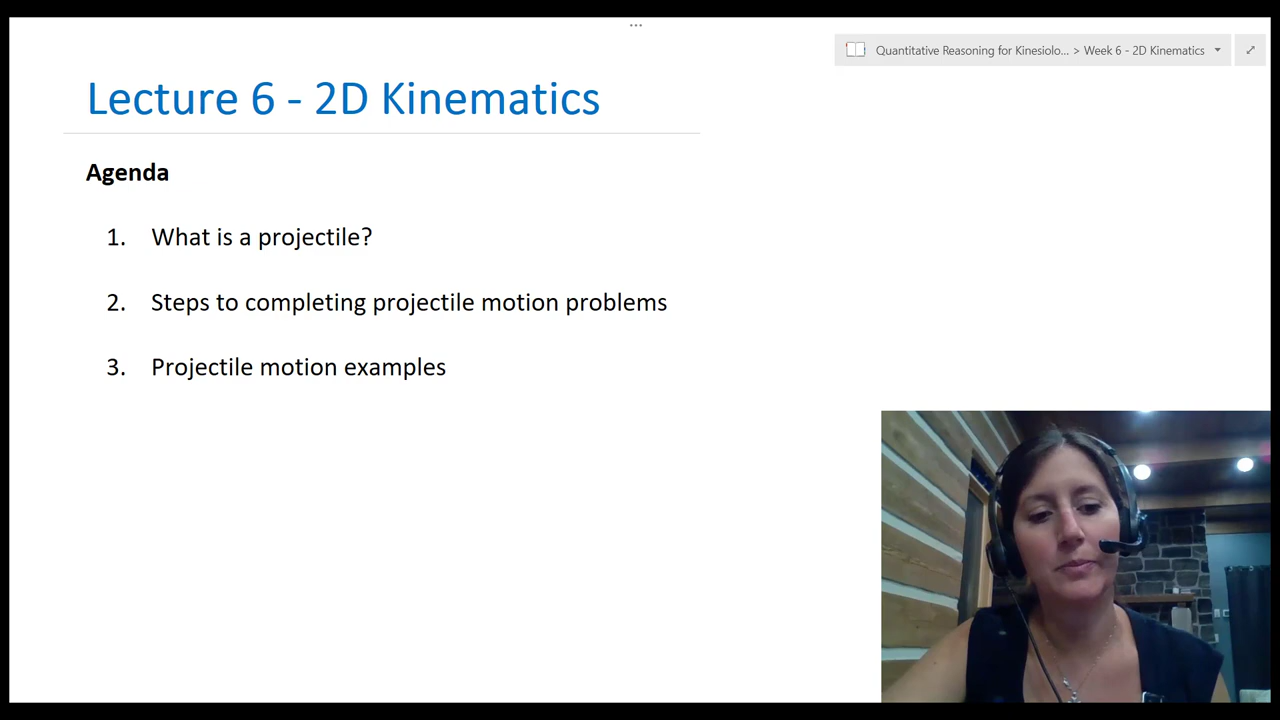 Quantitative Reasoning for Kinesiolo... > Week 6 - 2D Kinematics
Lecture 6 - 2D Kinematics
Agenda
1. What is a projectile?
2. Steps to completing projectile motion problems
3. Projectile motion examples